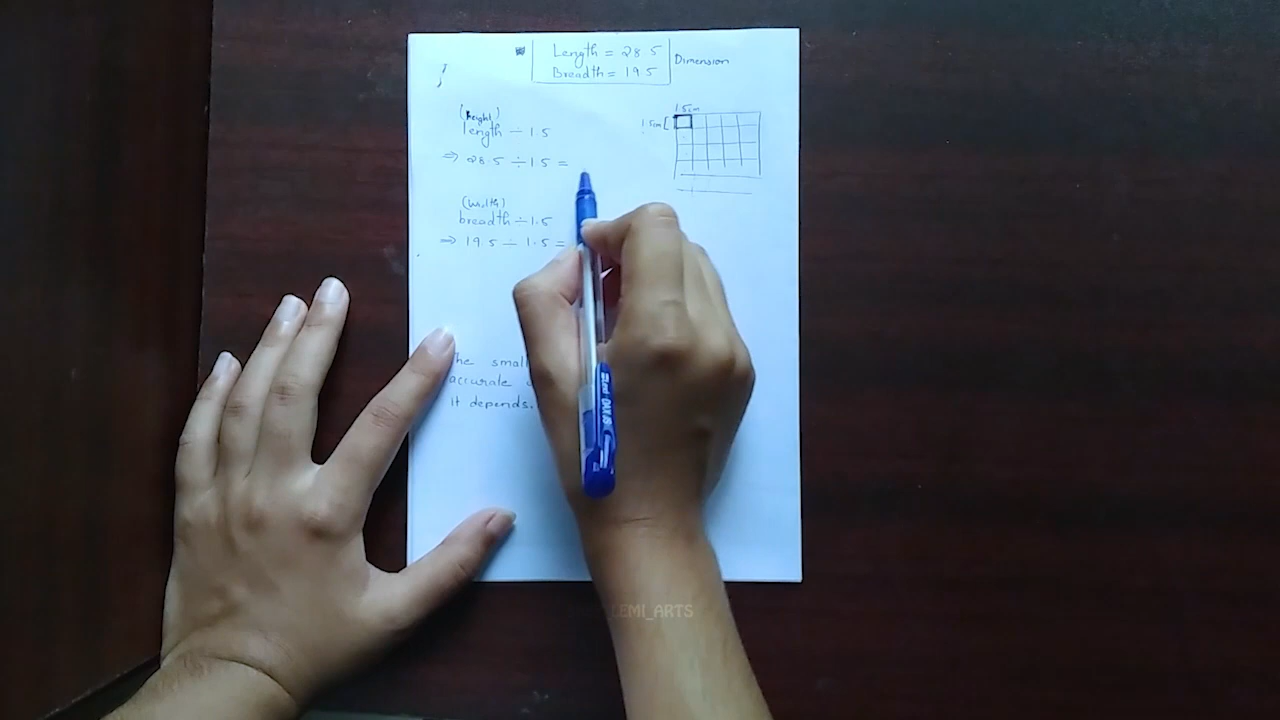 Length = 28.5
Breadth = 19.5
Dimension
(height)
length ÷ 1.5
⇒ 28.5 ÷ 1.5 =
1.5cm
1.5cm [
(width)
breadth ÷ 1.5
⇒ 19.5 ÷ 1.5 =
The small
accurate
it depends.
LEMI_ARTS